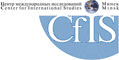 Центр международных исследований Минск
Center for International Studies Minsk
CfIS